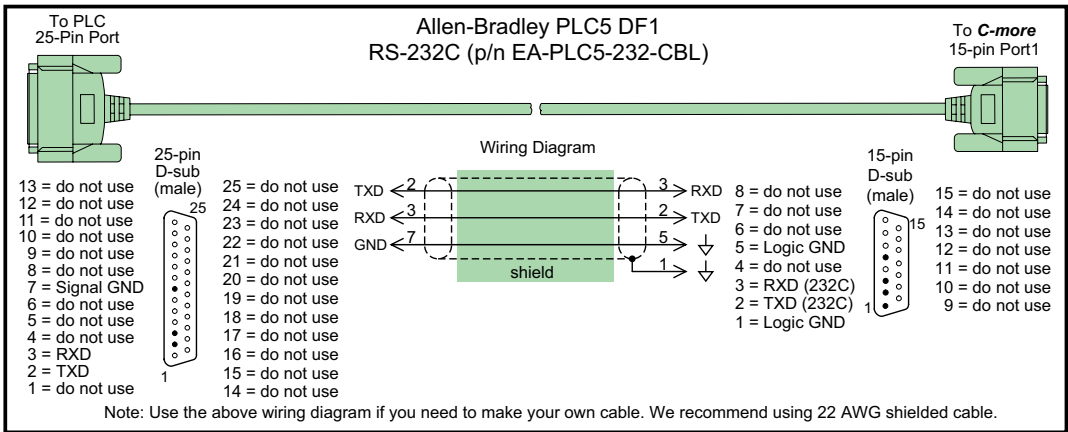 To PLC
25-Pin Port
Allen-Bradley PLC5 DF1
RS-232C (p/n EA-PLC5-232-CBL)
To C-more
15-pin Port1
Wiring Diagram
25-pin
D-sub
(male)
13 = do not use
12 = do not use
11 = do not use
10 = do not use
9 = do not use
8 = do not use
7 = Signal GND
6 = do not use
5 = do not use
4 = do not use
3 = RXD
2 = TXD
1 = do not use
25
1
25 = do not use
24 = do not use
23 = do not use
22 = do not use
21 = do not use
20 = do not use
19 = do not use
18 = do not use
17 = do not use
16 = do not use
15 = do not use
14 = do not use
TXD 2 3 RXD
RXD 3 2 TXD
GND 7 5
shield 1
8 = do not use
7 = do not use
6 = do not use
5 = Logic GND
4 = do not use
3 = RXD (232C)
2 = TXD (232C)
1 = Logic GND
15-pin
D-sub
(male)
15
1
15 = do not use
14 = do not use
13 = do not use
12 = do not use
11 = do not use
10 = do not use
9 = do not use
Note: Use the above wiring diagram if you need to make your own cable. We recommend using 22 AWG shielded cable.